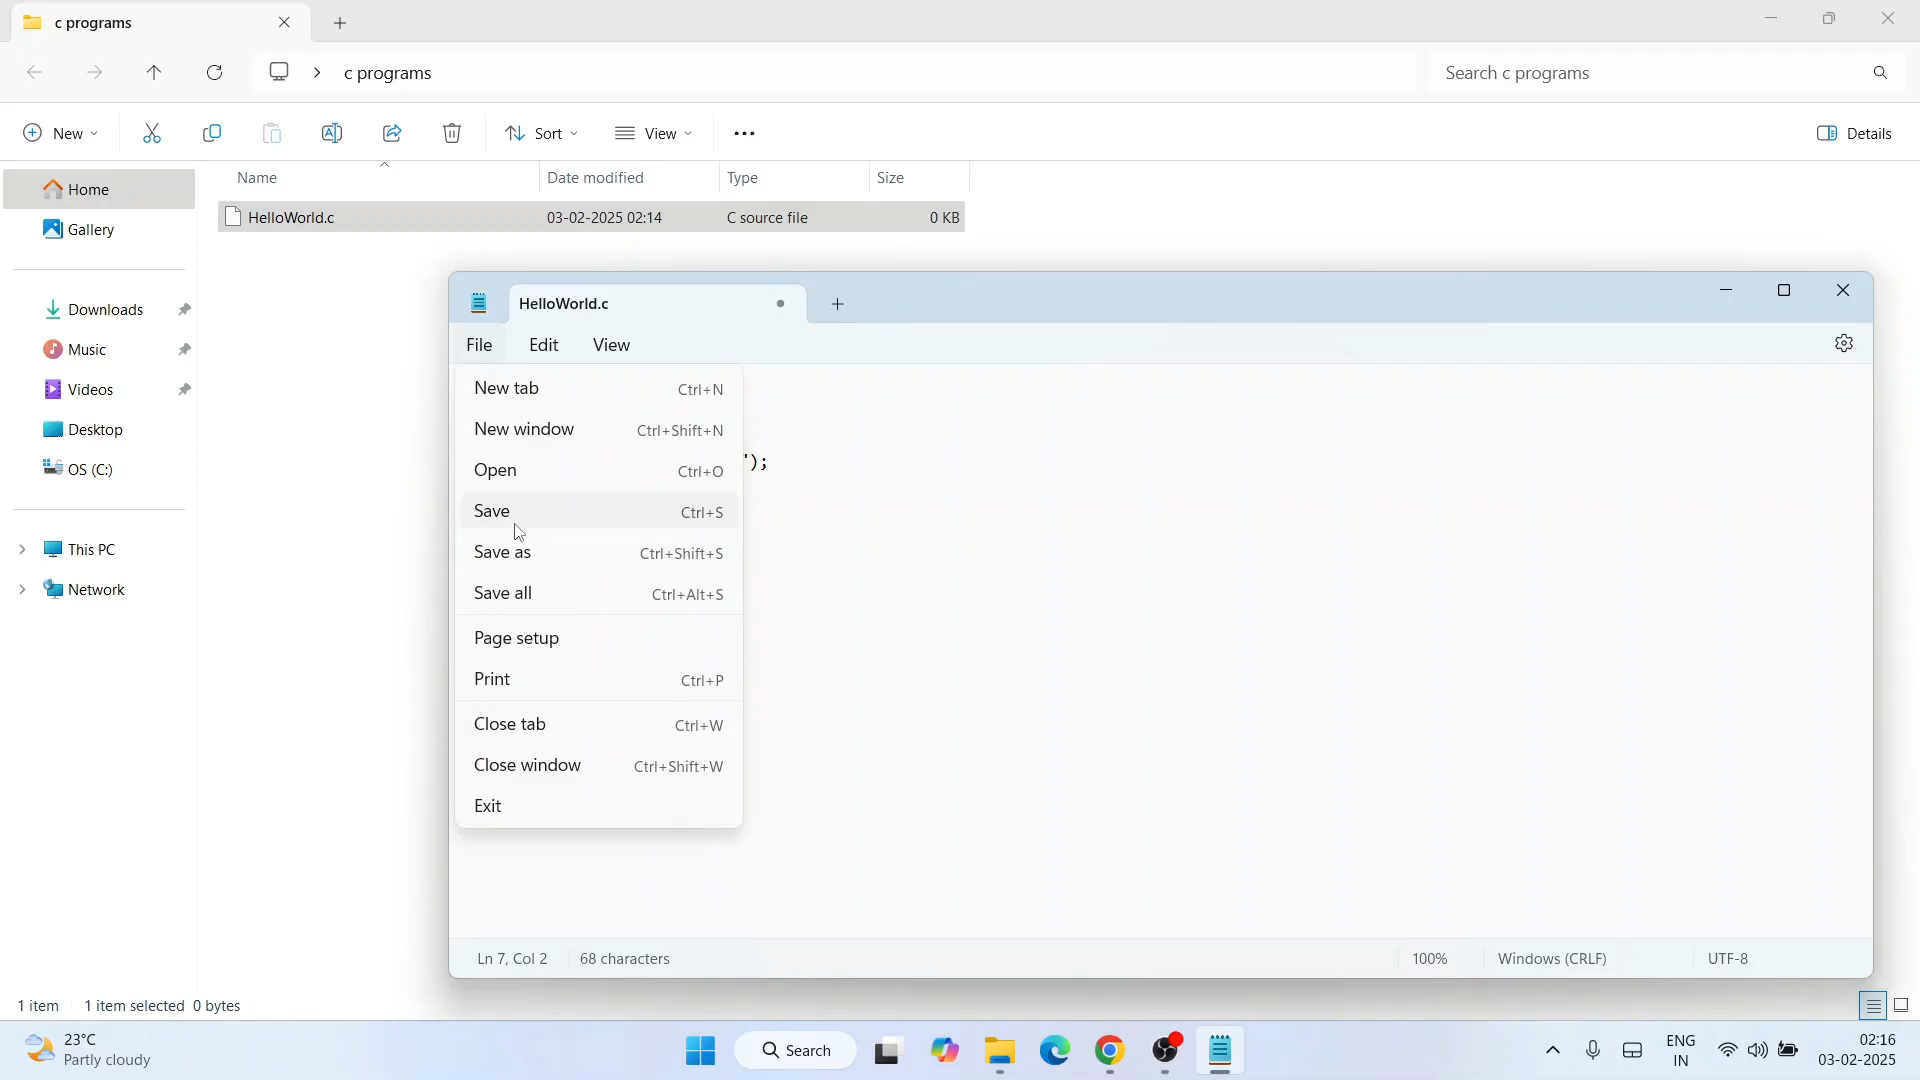 c programs
c programs
Search c programs
New
Sort
View
Details
Name
Date modified
Type
Size
HelloWorld.c
03-02-2025 02:14
C source file
0 KB
Home
Gallery
Downloads
Music
Videos
Desktop
OS (C:)
This PC
Network
HelloWorld.c
File
Edit
View
New tab Ctrl+N
New window Ctrl+Shift+N
Open Ctrl+O
Save Ctrl+S
Save as Ctrl+Shift+S
Save all Ctrl+Alt+S
Page setup
Print Ctrl+P
Close tab Ctrl+W
Close window Ctrl+Shift+W
Exit
");
Ln 7, Col 2
68 characters
100%
Windows (CRLF)
UTF-8
1 item
1 item selected 0 bytes
23°C
Partly cloudy
Search
ENG
IN
02:16
03-02-2025